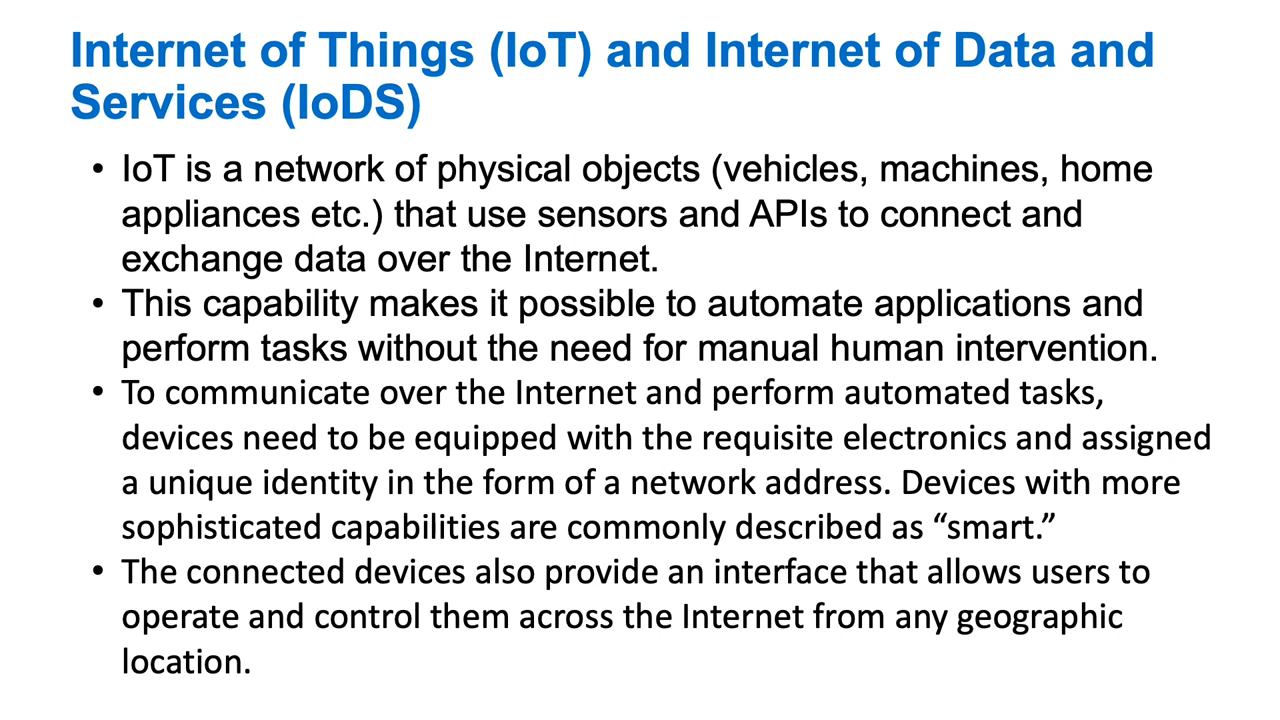 Internet of Things (IoT) and Internet of Data and
Services (IoDS)
• IoT is a network of physical objects (vehicles, machines, home
appliances etc.) that use sensors and APIs to connect and
exchange data over the Internet.
• This capability makes it possible to automate applications and
perform tasks without the need for manual human intervention.
• To communicate over the Internet and perform automated tasks,
devices need to be equipped with the requisite electronics and assigned
a unique identity in the form of a network address. Devices with more
sophisticated capabilities are commonly described as “smart.”
• The connected devices also provide an interface that allows users to
operate and control them across the Internet from any geographic
location.